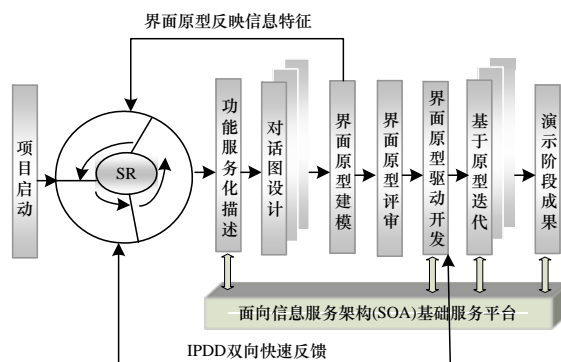 界面原型反映信息特征
项目启动
SR
功能服务化描述
对话图设计
界面原型建模
界面原型评审
界面原型驱动开发
基于原型迭代
演示阶段成果
面向信息服务架构(SOA)基础服务平台
IPDD双向快速反馈